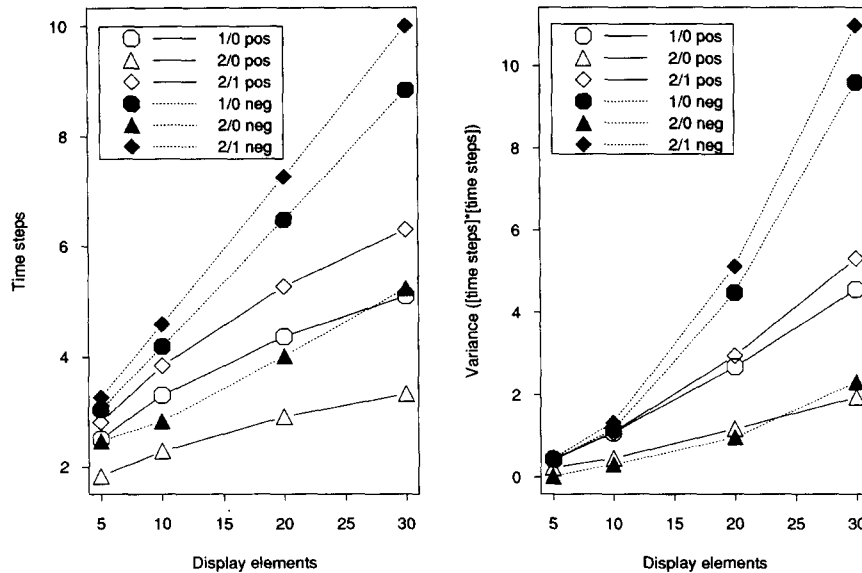 Time steps
10
8
6
4
2
1/0 pos
2/0 pos
2/1 pos
1/0 neg
2/0 neg
2/1 neg
5 10 15 20 25 30
Display elements
Variance ([time steps]*[time steps])
10
8
6
4
2
0
1/0 pos
2/0 pos
2/1 pos
1/0 neg
2/0 neg
2/1 neg
5 10 15 20 25 30
Display elements